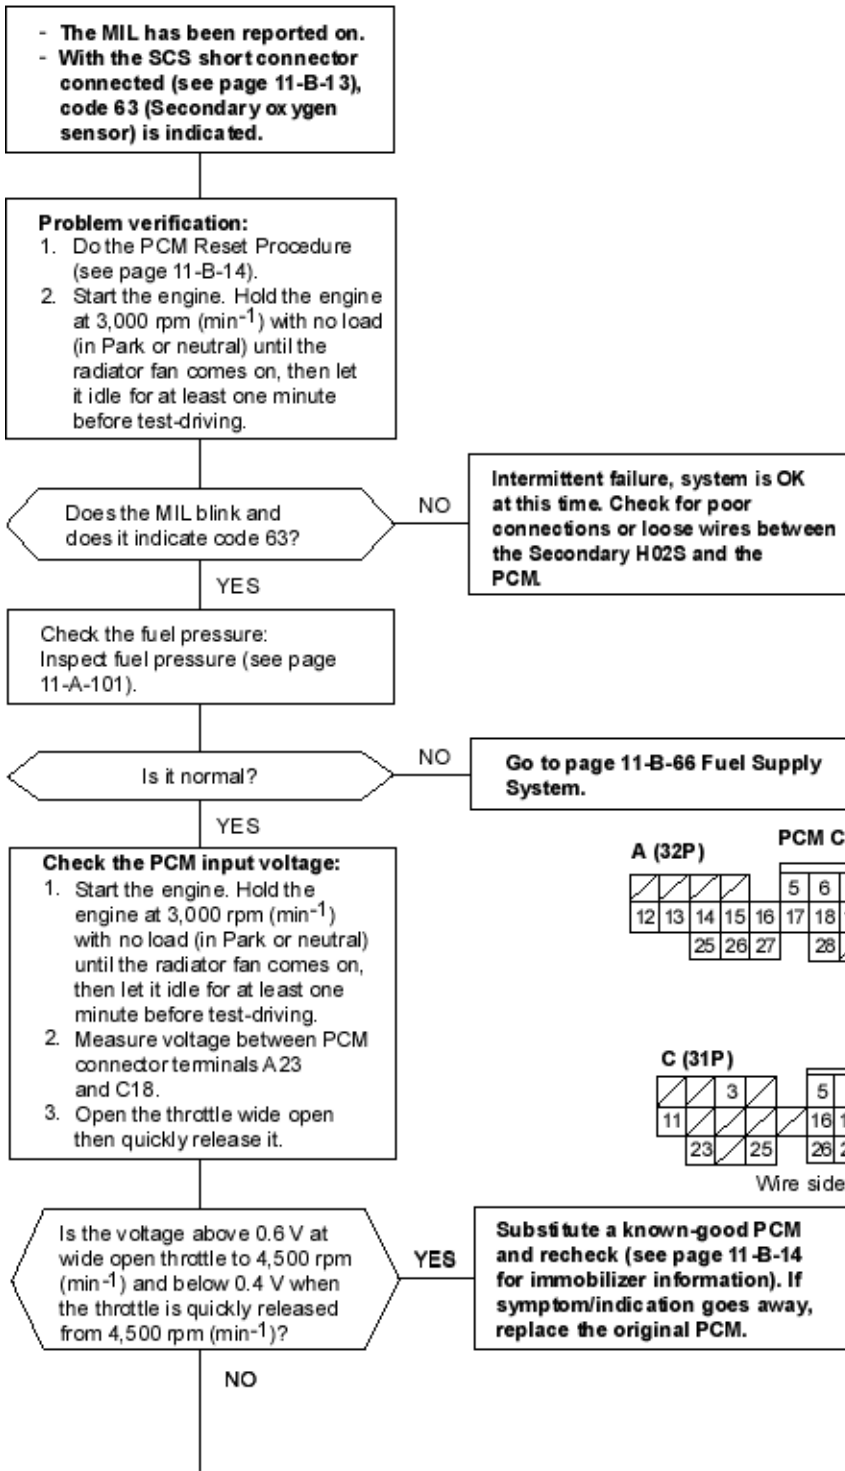 - The MIL has been reported on.
- With the SCS short connector
connected (see page 11-B-13),
code 63 (Secondary oxygen
sensor) is indicated.
Problem verification:
1. Do the PCM Reset Procedure
(see page 11-B-14).
2. Start the engine. Hold the engine
at 3,000 rpm (min-1) with no load
(in Park or neutral) until the
radiator fan comes on, then let
it idle for at least one minute
before test-driving.
Does the MIL blink and
does it indicate code 63?
NO
Intermittent failure, system is OK
at this time. Check for poor
connections or loose wires between
the Secondary H02S and the
PCM.
YES
Check the fuel pressure:
Inspect fuel pressure (see page
11-A-101).
Is it normal?
NO
Go to page 11-B-66 Fuel Supply
System.
YES
Check the PCM input voltage:
1. Start the engine. Hold the
engine at 3,000 rpm (min-1)
with no load (in Park or neutral)
until the radiator fan comes on,
then let it idle for at least one
minute before test-driving.
2. Measure voltage between PCM
connector terminals A23
and C18.
3. Open the throttle wide open
then quickly release it.
PCM C
A (32P)
5 6
12 13 14 15 16 17 18
25 26 27 28
C (31P)
3 5
11 16
23 25 26
Wire side
Is the voltage above 0.6 V at
wide open throttle to 4,500 rpm
(min-1) and below 0.4 V when
the throttle is quickly released
from 4,500 rpm (min-1)?
YES
Substitute a known-good PCM
and recheck (see page 11-B-14
for immobilizer information). If
symptom/indication goes away,
replace the original PCM.
NO